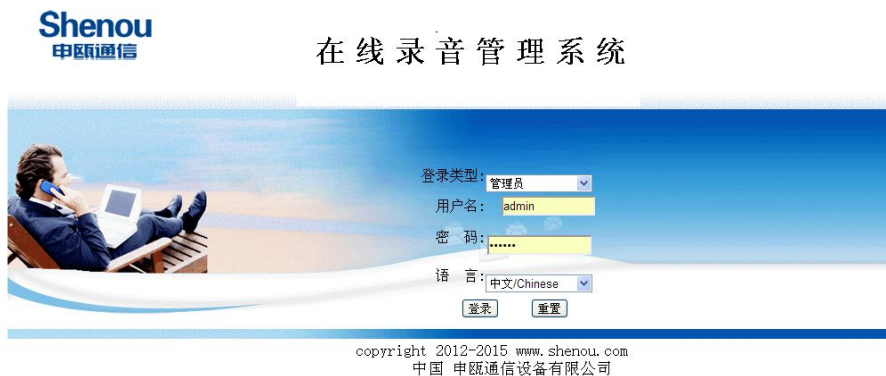 Shenou
申瓯通信
在线录音管理系统
登录类型: 管理员
用户名: admin
密 码: ••••••
语 言: 中文/Chinese
登录 重置
copyright 2012-2015 www.shenou.com
中国 申瓯通信设备有限公司